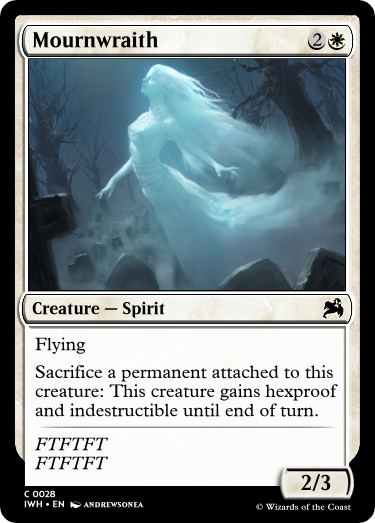 Mournwraith 2
Creature — Spirit
Flying
Sacrifice a permanent attached to this
creature: This creature gains hexproof
and indestructible until end of turn.
FTFTFT
FTFTFT
2/3
C 0028
IWH • EN ANDREWSONEA
© Wizards of the Coast